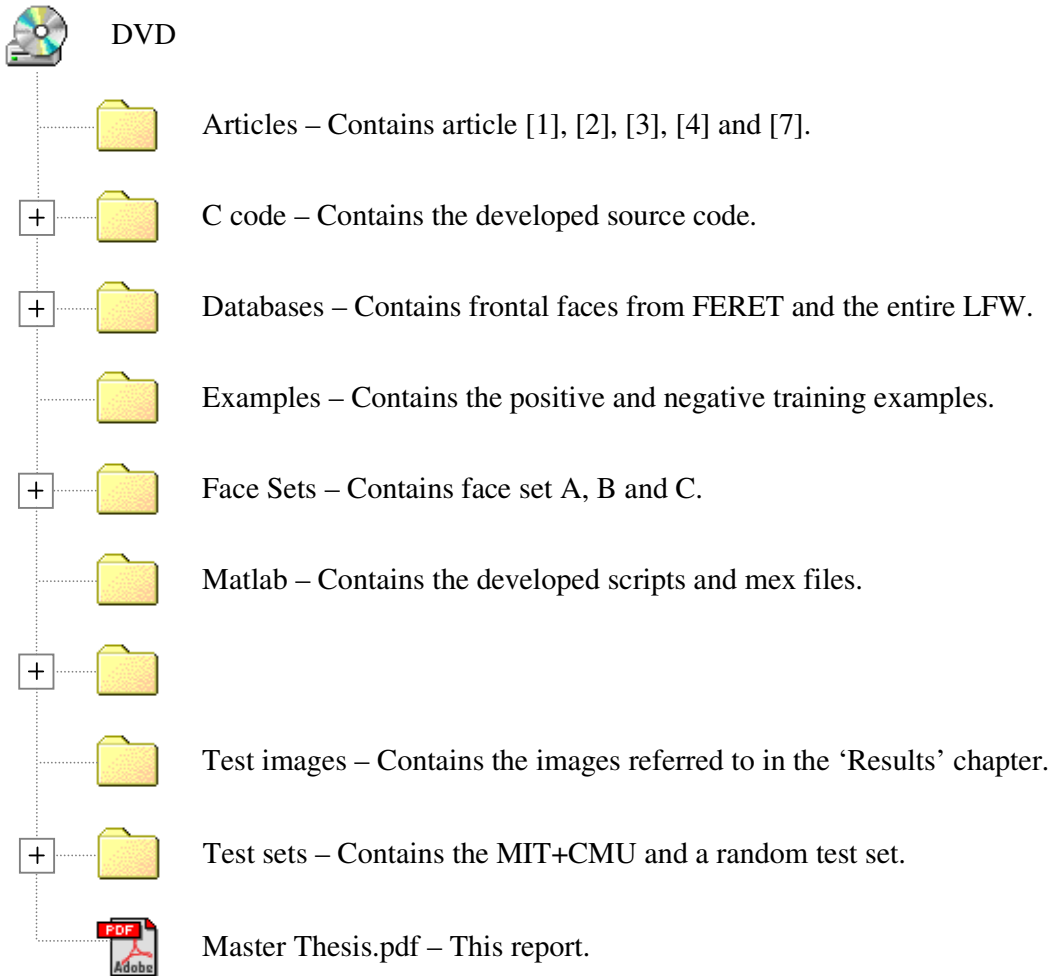 DVD
Articles – Contains article [1], [2], [3], [4] and [7].
C code – Contains the developed source code.
Databases – Contains frontal faces from FERET and the entire LFW.
Examples – Contains the positive and negative training examples.
Face Sets – Contains face set A, B and C.
Matlab – Contains the developed scripts and mex files.
Test images – Contains the images referred to in the ‘Results’ chapter.
Test sets – Contains the MIT+CMU and a random test set.
PDF
Adobe
Master Thesis.pdf – This report.